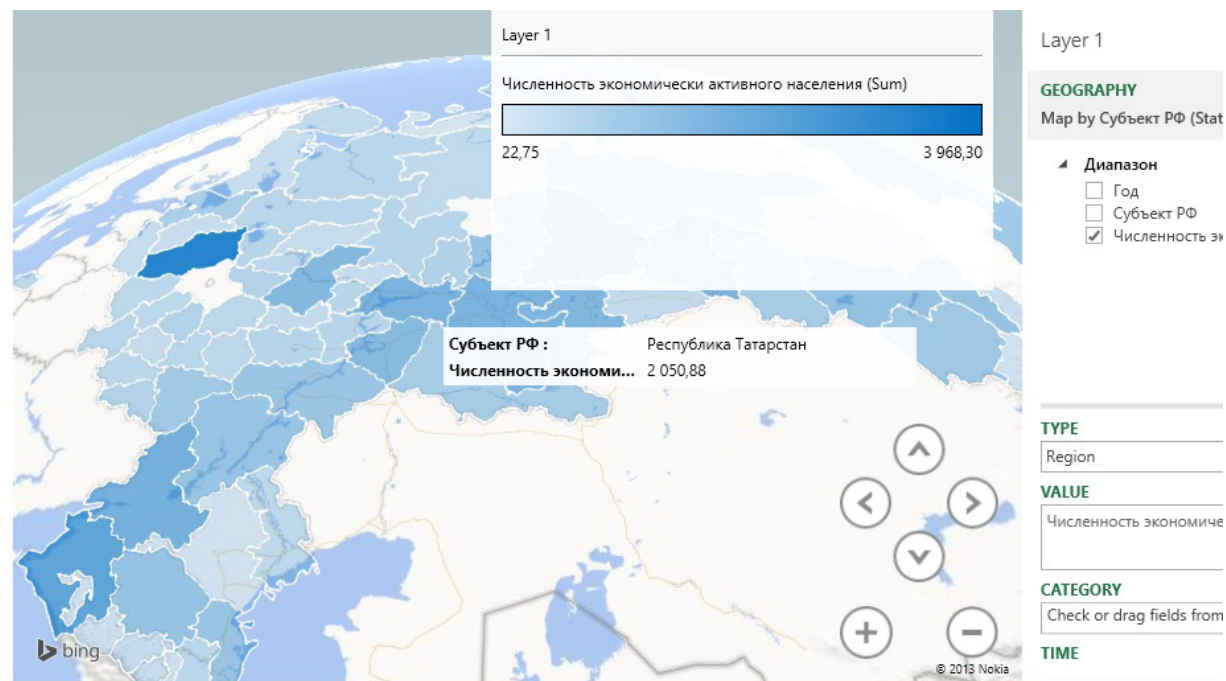 Layer 1
Численность экономически активного населения (Sum)
22,75 3 968,30
Субъект РФ : Республика Татарстан
Численность экономи... 2 050,88
bing
© 2013 Nokia
Layer 1
GEOGRAPHY
Map by Субъект РФ (Stat
Диапазон
Год
Субъект РФ
Численность эк
TYPE
Region
VALUE
Численность экономиче
CATEGORY
Check or drag fields from
TIME